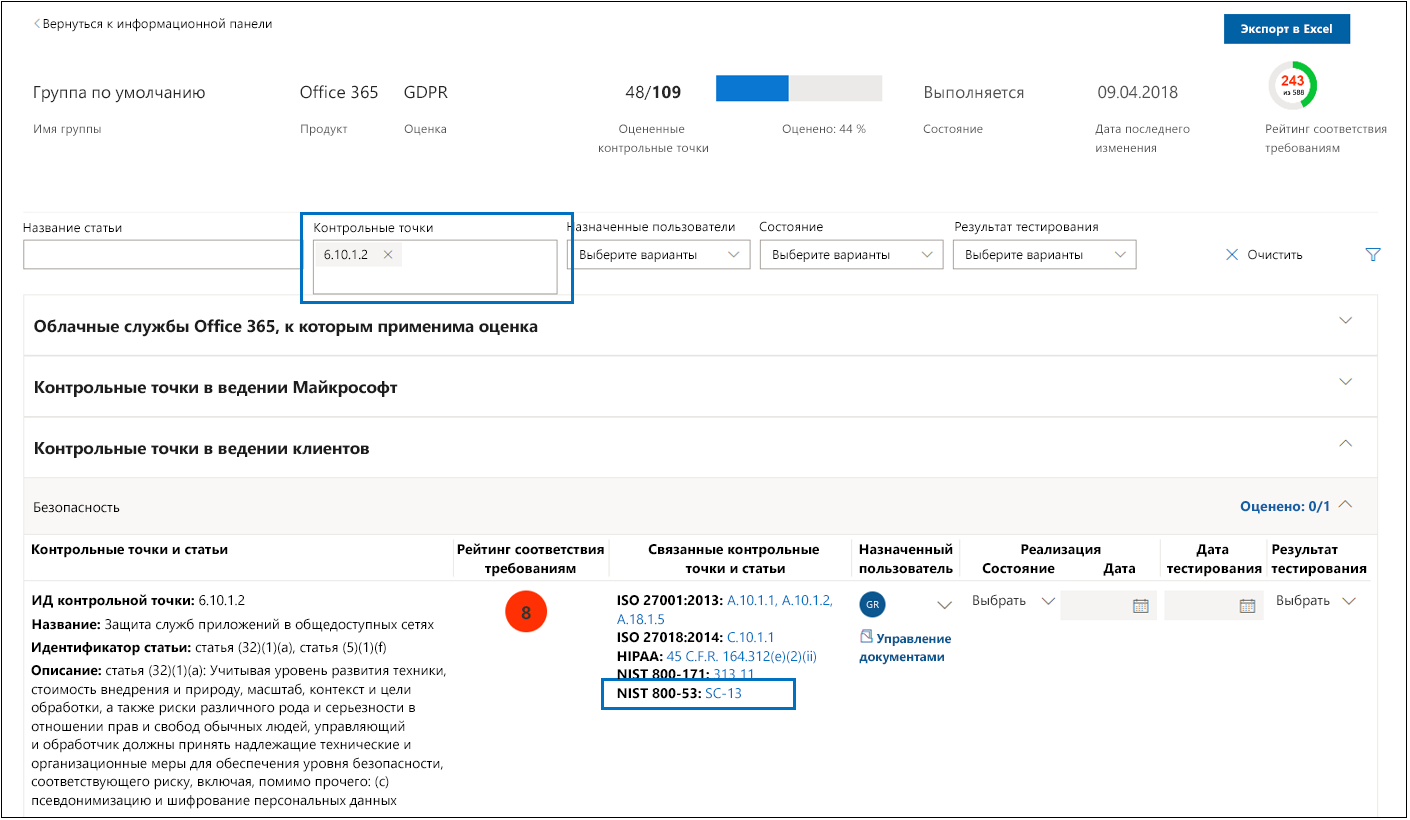 Вернуться к информационной панели
Экспорт в Excel
Группа по умолчанию
Office 365
GDPR
48/109
Выполняется
09.04.2018
243
из 588
Имя группы
Продукт
Оценка
Оцененные
контрольные точки
Оценено: 44 %
Состояние
Дата последнего
изменения
Рейтинг соответствия
требованиям
Название статьи
Контрольные точки
Назначенные пользователи
Состояние
Результат тестирования
6.10.1.2
Выберите варианты
Выберите варианты
Выберите варианты
Очистить
Облачные службы Office 365, к которым применима оценка
Контрольные точки в ведении Майкрософт
Контрольные точки в ведении клиентов
Безопасность
Оценено: 0/1
Контрольные точки и статьи
Рейтинг соответствия
требованиям
Связанные контрольные
точки и статьи
Назначенный
пользователь
Реализация
Состояние
Дата
Дата
тестирования
Результат
тестирования
ИД контрольной точки: 6.10.1.2
Название: Защита служб приложений в общедоступных сетях
Идентификатор статьи: статья (32)(1)(a), статья (5)(1)(f)
Описание: статья (32)(1)(a): Учитывая уровень развития техники,
стоимость внедрения и природу, масштаб, контекст и цели
обработки, а также риски различного рода и серьезности в
отношении прав и свобод обычных людей, управляющий
и обработчик должны принять надлежащие технические и
организационные меры для обеспечения уровня безопасности,
соответствующего риску, включая, помимо прочего: (c)
псевдонимизацию и шифрование персональных данных
8
ISO 27001:2013: A.10.1.1, A.10.1.2,
A.18.1.5
ISO 27018:2014: C.10.1.1
HIPAA: 45 C.F.R. 164.312(e)(2)(ii)
NIST 800-171: 313.11
NIST 800-53: SC-13
GR
Управление
документами
Выбрать
Выбрать